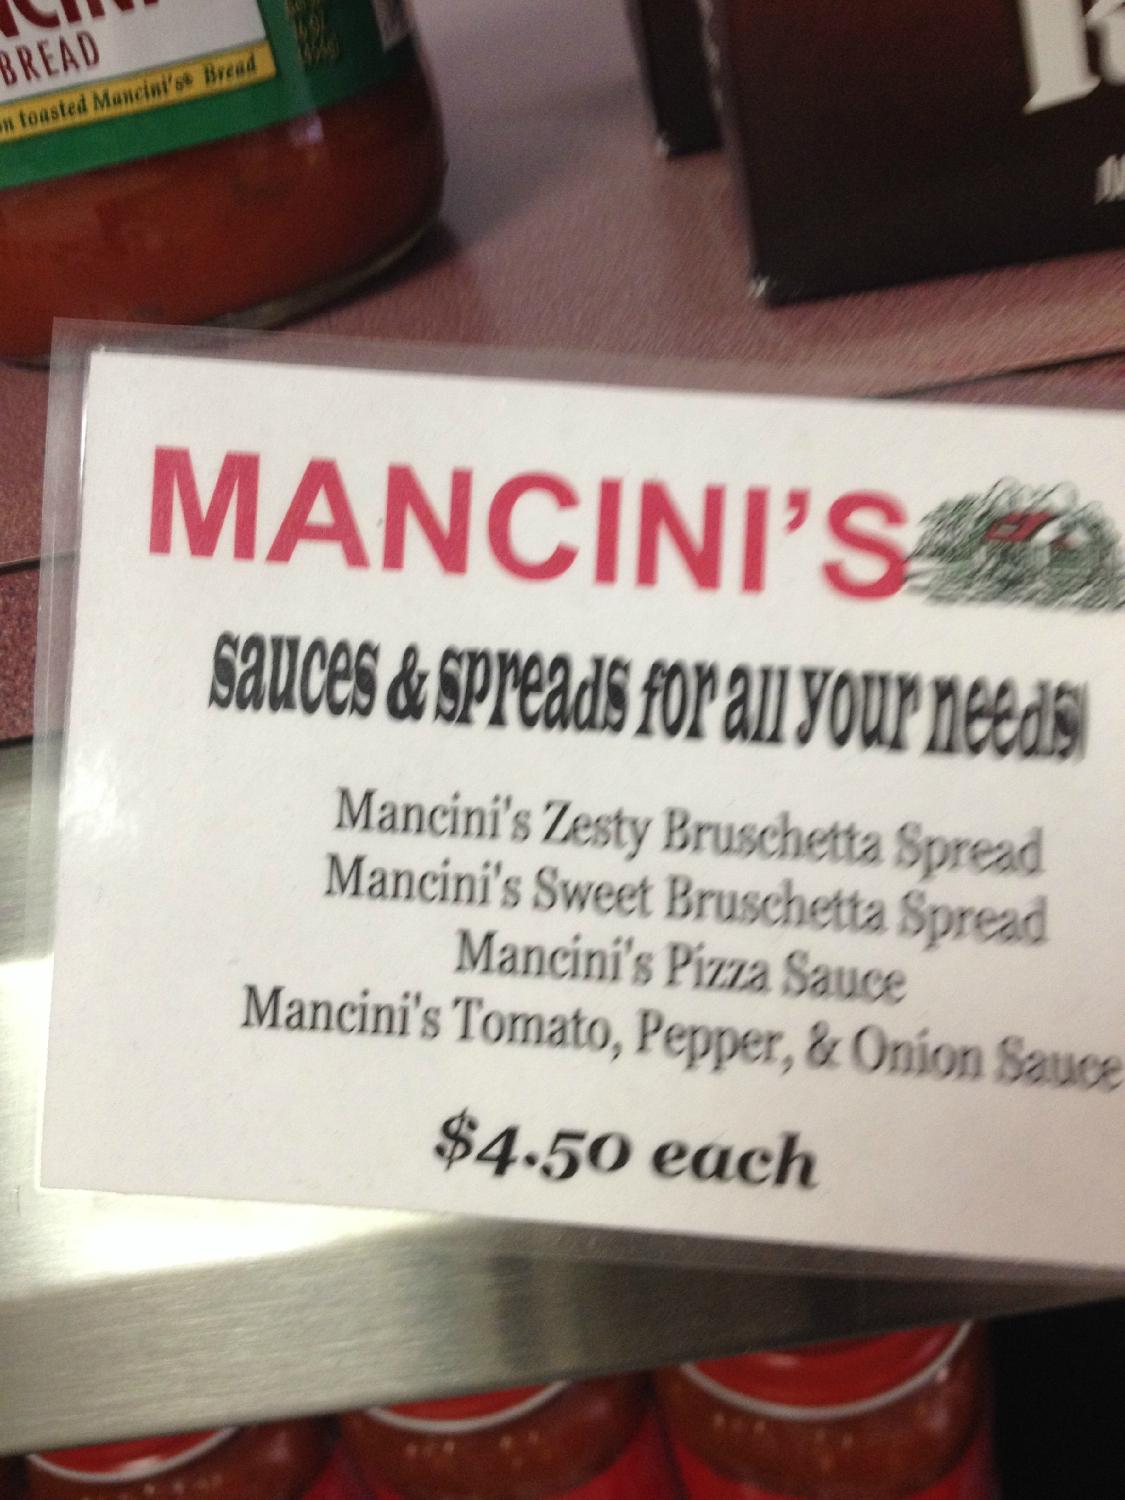 BREAD
toasted Mancini's® Bread
MANCINI'S
sauces & spreads for all your needs
Mancini's Zesty Bruschetta Spread
Mancini's Sweet Bruschetta Spread
Mancini's Pizza Sauce
Mancini's Tomato, Pepper, & Onion Sauce
$4.50 each